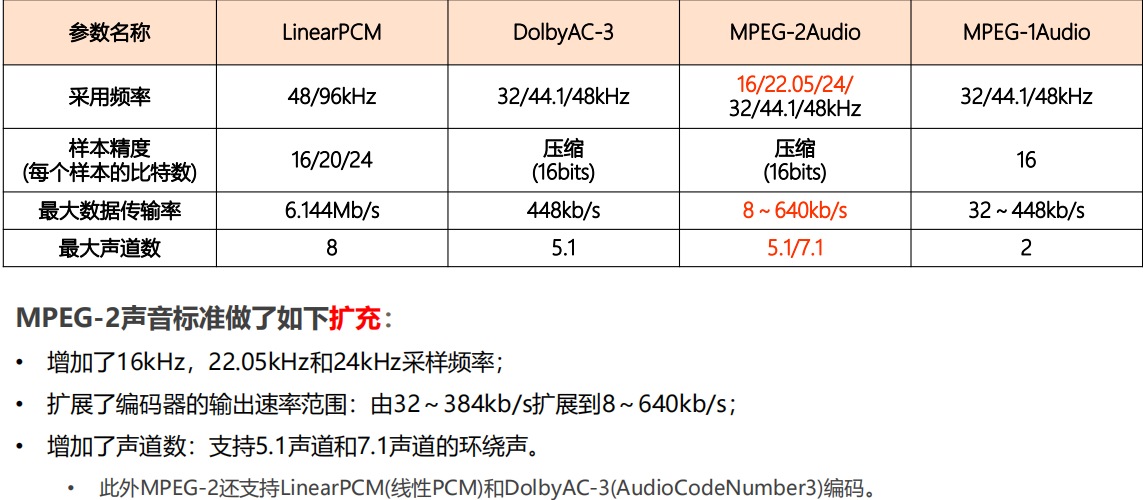 参数名称 LinearPCM DolbyAC-3 MPEG-2Audio MPEG-1Audio
采用频率 48/96kHz 32/44.1/48kHz 16/22.05/24/ 32/44.1/48kHz 32/44.1/48kHz
样本精度 (每个样本的比特数) 16/20/24 压缩 (16bits) 压缩 (16bits) 16
最大数据传输率 6.144Mb/s 448kb/s 8～640kb/s 32～448kb/s
最大声道数 8 5.1 5.1/7.1 2
MPEG-2声音标准做了如下扩充：
• 增加了16kHz，22.05kHz和24kHz采样频率；
• 扩展了编码器的输出速率范围：由32～384kb/s扩展到8～640kb/s；
• 增加了声道数：支持5.1声道和7.1声道的环绕声。
• 此外MPEG-2还支持LinearPCM(线性PCM)和DolbyAC-3(AudioCodeNumber3)编码。